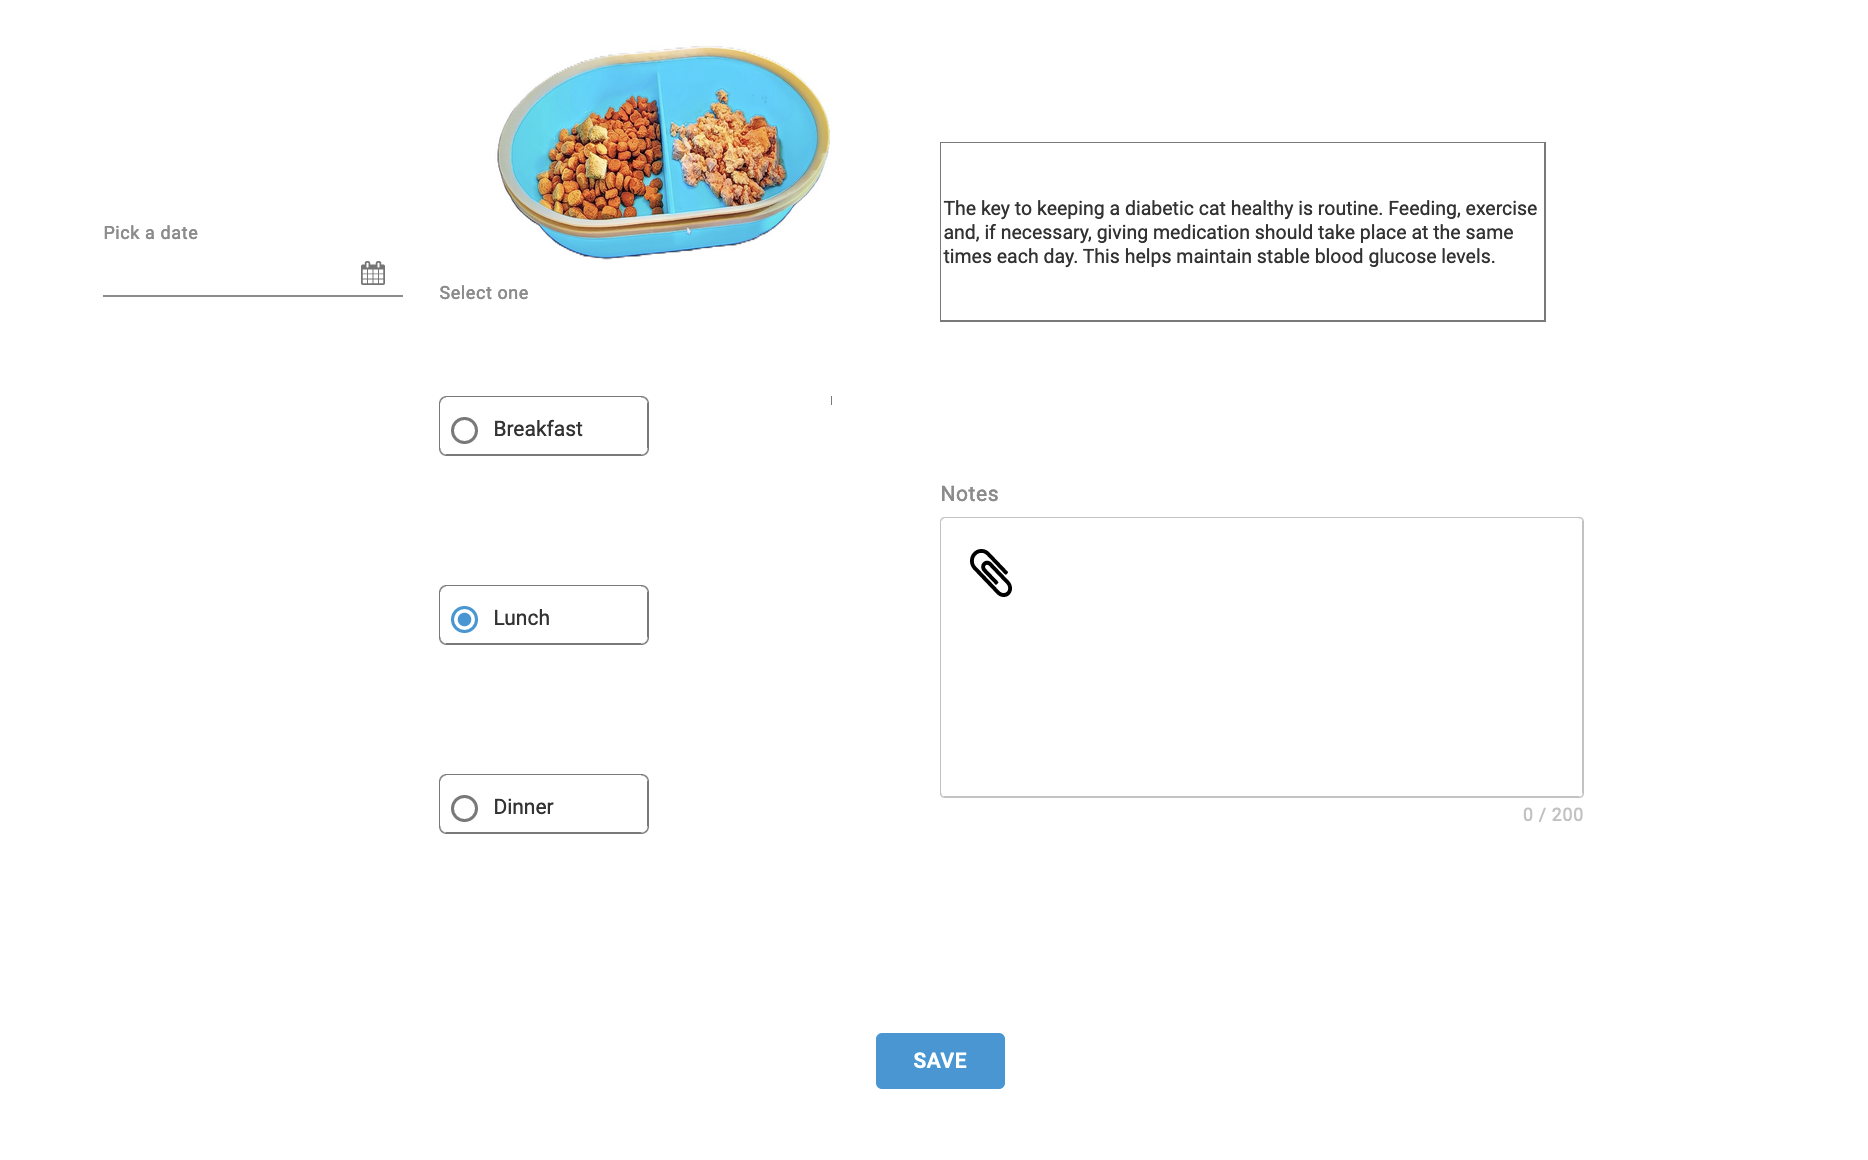 Pick a date
Select one
Breakfast
Lunch
Dinner
The key to keeping a diabetic cat healthy is routine. Feeding, exercise
and, if necessary, giving medication should take place at the same
times each day. This helps maintain stable blood glucose levels.
Notes
0 / 200
SAVE